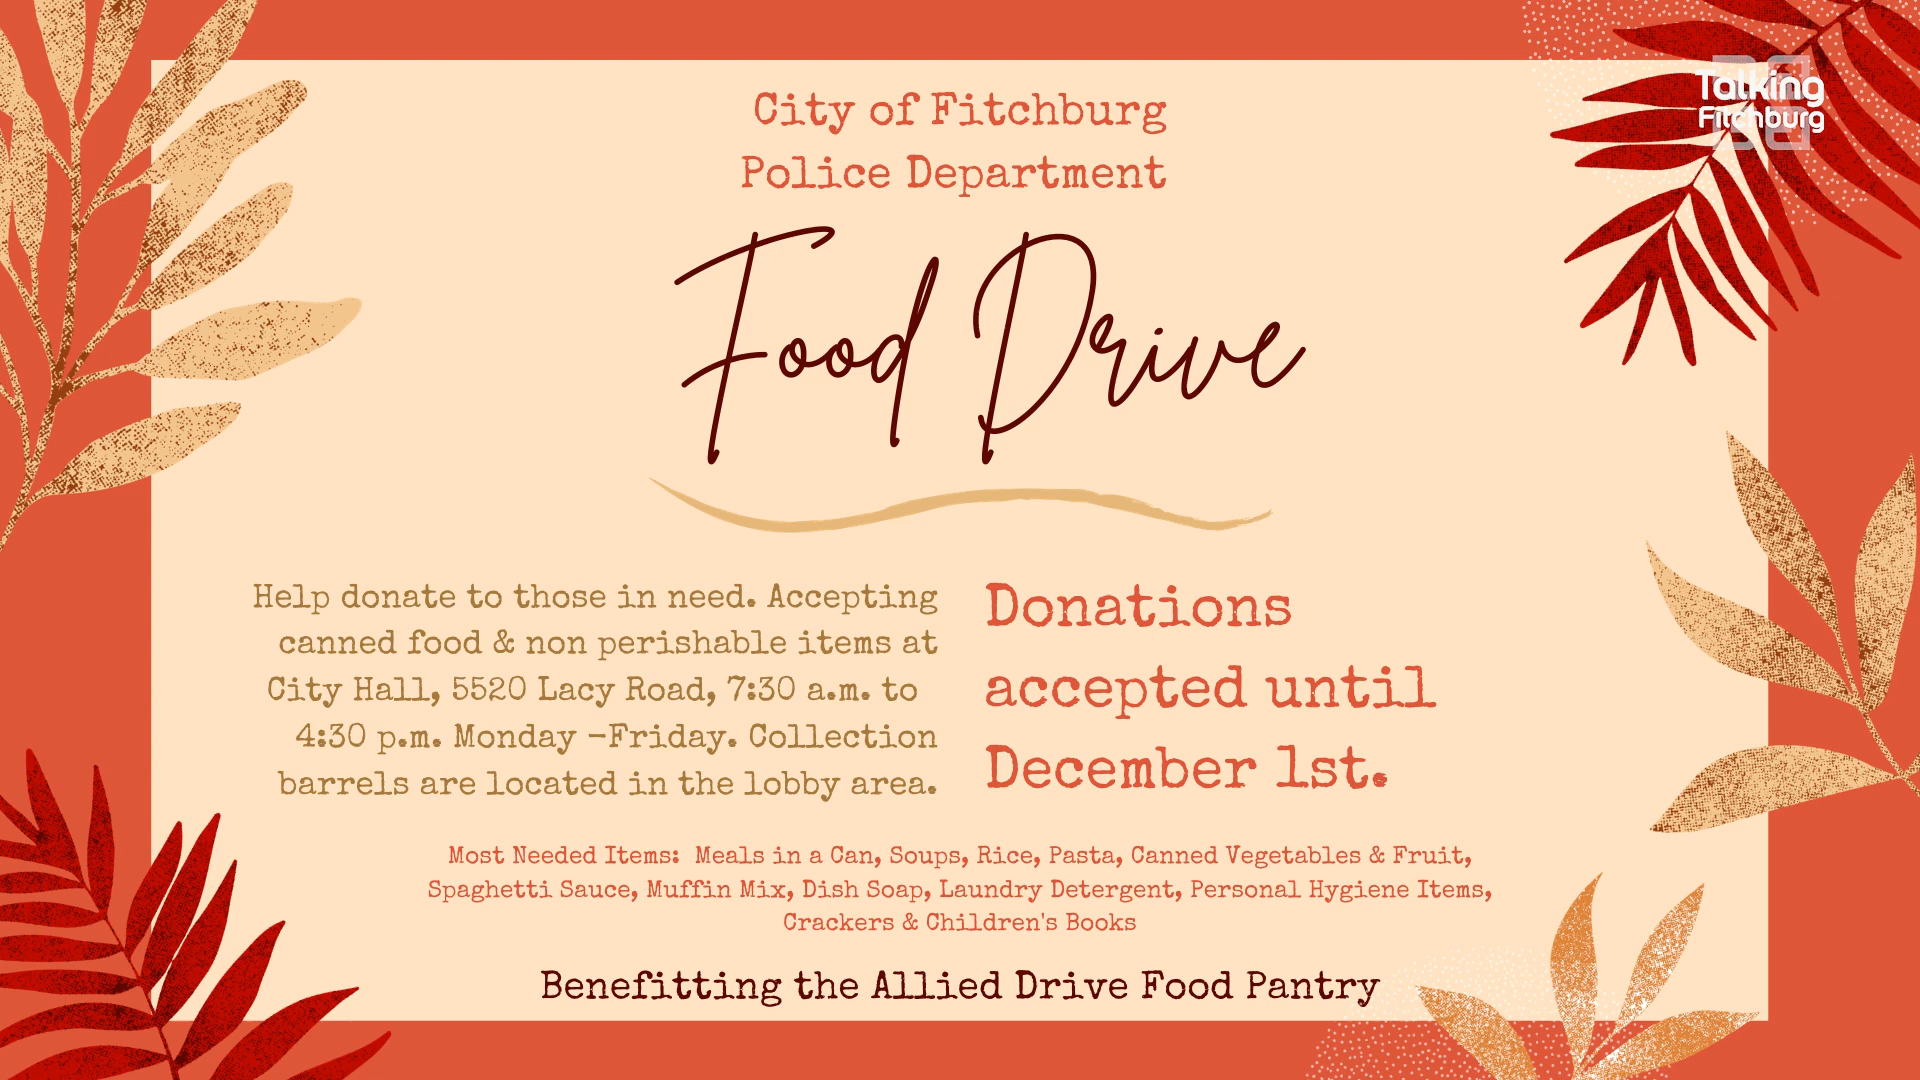 Talking
Fitchburg
City of Fitchburg
Police Department
Food Drive
Help donate to those in need. Accepting
canned food & non perishable items at
City Hall, 5520 Lacy Road, 7:30 a.m. to
4:30 p.m. Monday -Friday. Collection
barrels are located in the lobby area.
Donations
accepted until
December 1st.
Most Needed Items:  Meals in a Can, Soups, Rice, Pasta, Canned Vegetables & Fruit,
Spaghetti Sauce, Muffin Mix, Dish Soap, Laundry Detergent, Personal Hygiene Items,
Crackers & Children's Books
Benefitting the Allied Drive Food Pantry